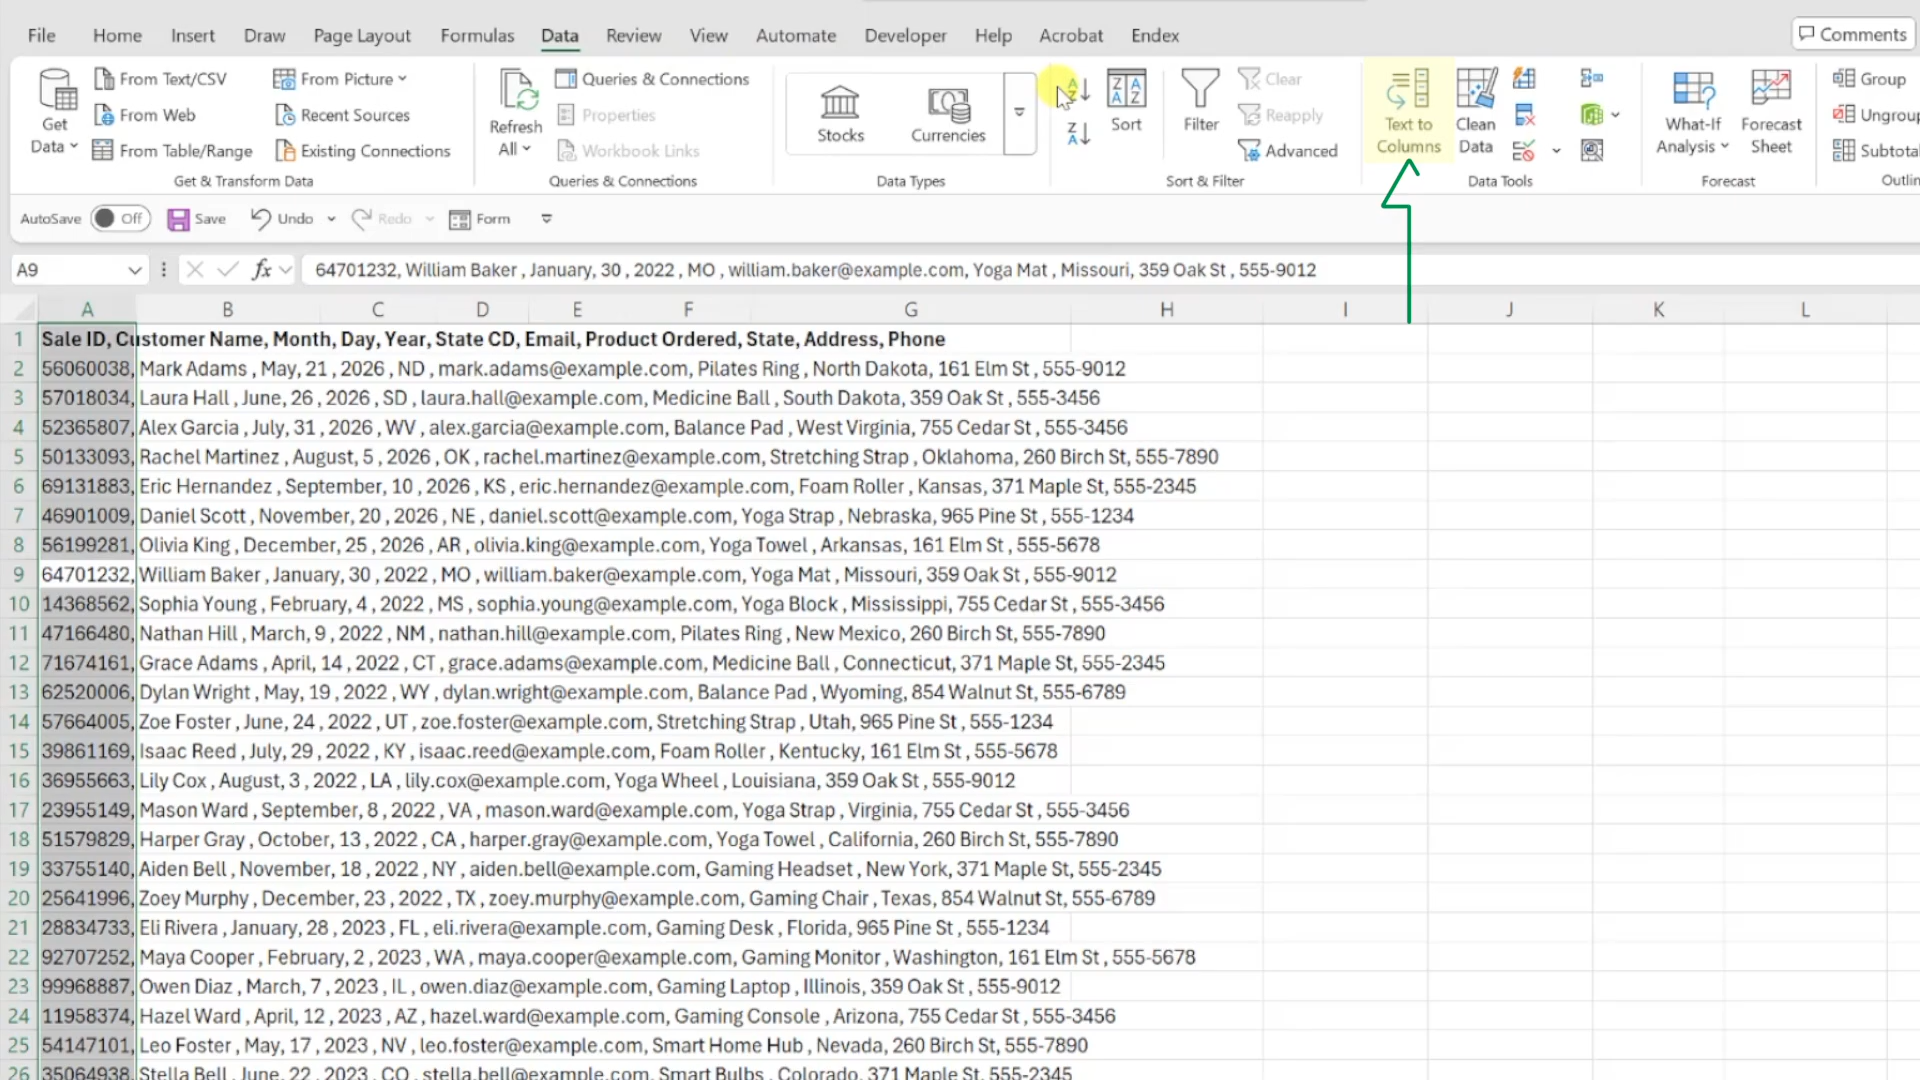 File Home Insert Draw Page Layout Formulas Data Review View Automate Developer Help Acrobat Endex Comments
Get Data
From Text/CSV
From Web
From Table/Range
From Picture
Recent Sources
Existing Connections
Get & Transform Data
Refresh All
Queries & Connections
Properties
Workbook Links
Queries & Connections
Stocks
Currencies
Data Types
Sort
Filter
Clear
Reapply
Advanced
Sort & Filter
Text to Columns
Clean Data
Data Tools
What-If Analysis
Forecast Sheet
Forecast
Group
Ungroup
AutoSave Off Save Undo Redo Form
A9 fx 64701232, William Baker , January, 30 , 2022 , MO , william.baker@example.com, Yoga Mat , Missouri, 359 Oak St , 555-9012
A B C D E F G H I J K L
1 Sale ID, Customer Name, Month, Day, Year, State CD, Email, Product Ordered, State, Address, Phone
2 56060038, Mark Adams , May, 21 , 2026 , ND , mark.adams@example.com, Pilates Ring , North Dakota, 161 Elm St , 555-9012
3 57018034, Laura Hall , June, 26 , 2026 , SD , laura.hall@example.com, Medicine Ball , South Dakota, 359 Oak St , 555-3456
4 52365807, Alex Garcia , July, 31 , 2026 , WV , alex.garcia@example.com, Balance Pad , West Virginia, 755 Cedar St , 555-3456
5 50133093, Rachel Martinez , August, 5 , 2026 , OK , rachel.martinez@example.com, Stretching Strap , Oklahoma, 260 Birch St, 555-7890
6 69131883, Eric Hernandez , September, 10 , 2026 , KS , eric.hernandez@example.com, Foam Roller , Kansas, 371 Maple St, 555-2345
7 46901009, Daniel Scott , November, 20 , 2026 , NE , daniel.scott@example.com, Yoga Strap , Nebraska, 965 Pine St , 555-1234
8 56199281, Olivia King , December, 25 , 2026 , AR , olivia.king@example.com, Yoga Towel , Arkansas, 161 Elm St , 555-5678
9 64701232, William Baker , January, 30 , 2022 , MO , william.baker@example.com, Yoga Mat , Missouri, 359 Oak St , 555-9012
10 14368562, Sophia Young , February, 4 , 2022 , MS , sophia.young@example.com, Yoga Block , Mississippi, 755 Cedar St , 555-3456
11 47166480, Nathan Hill , March, 9 , 2022 , NM , nathan.hill@example.com, Pilates Ring , New Mexico, 260 Birch St, 555-7890
12 71674161, Grace Adams , April, 14 , 2022 , CT , grace.adams@example.com, Medicine Ball , Connecticut, 371 Maple St, 555-2345
13 62520006, Dylan Wright , May, 19 , 2022 , WY , dylan.wright@example.com, Balance Pad , Wyoming, 854 Walnut St, 555-6789
14 57664005, Zoe Foster , June, 24 , 2022 , UT , zoe.foster@example.com, Stretching Strap , Utah, 965 Pine St , 555-1234
15 39861169, Isaac Reed , July, 29 , 2022 , KY , isaac.reed@example.com, Foam Roller , Kentucky, 161 Elm St , 555-5678
16 36955663, Lily Cox , August, 3 , 2022 , LA , lily.cox@example.com, Yoga Wheel , Louisiana, 359 Oak St , 555-9012
17 23955149, Mason Ward , September, 8 , 2022 , VA , mason.ward@example.com, Yoga Strap , Virginia, 755 Cedar St , 555-3456
18 51579829, Harper Gray , October, 13 , 2022 , CA , harper.gray@example.com, Yoga Towel , California, 260 Birch St, 555-7890
19 33755140, Aiden Bell , November, 18 , 2022 , NY , aiden.bell@example.com, Gaming Headset , New York, 371 Maple St, 555-2345
20 25641996, Zoey Murphy , December, 23 , 2022 , TX , zoey.murphy@example.com, Gaming Chair , Texas, 854 Walnut St, 555-6789
21 28834733, Eli Rivera , January, 28 , 2023 , FL , eli.rivera@example.com, Gaming Desk , Florida, 965 Pine St , 555-1234
22 92707252, Maya Cooper , February, 2 , 2023 , WA , maya.cooper@example.com, Gaming Monitor , Washington, 161 Elm St , 555-5678
23 99968887, Owen Diaz , March, 7 , 2023 , IL , owen.diaz@example.com, Gaming Laptop , Illinois, 359 Oak St , 555-9012
24 11958374, Hazel Ward , April, 12 , 2023 , AZ , hazel.ward@example.com, Gaming Console , Arizona, 755 Cedar St , 555-3456
25 54147101, Leo Foster , May, 17 , 2023 , NV , leo.foster@example.com, Smart Home Hub , Nevada, 260 Birch St, 555-7890
26 35064938, Stella Bell , June, 22 , 2023 , CO , stella.bell@example.com, Smart Bulbs , Colorado, 371 Maple St, 555-2345